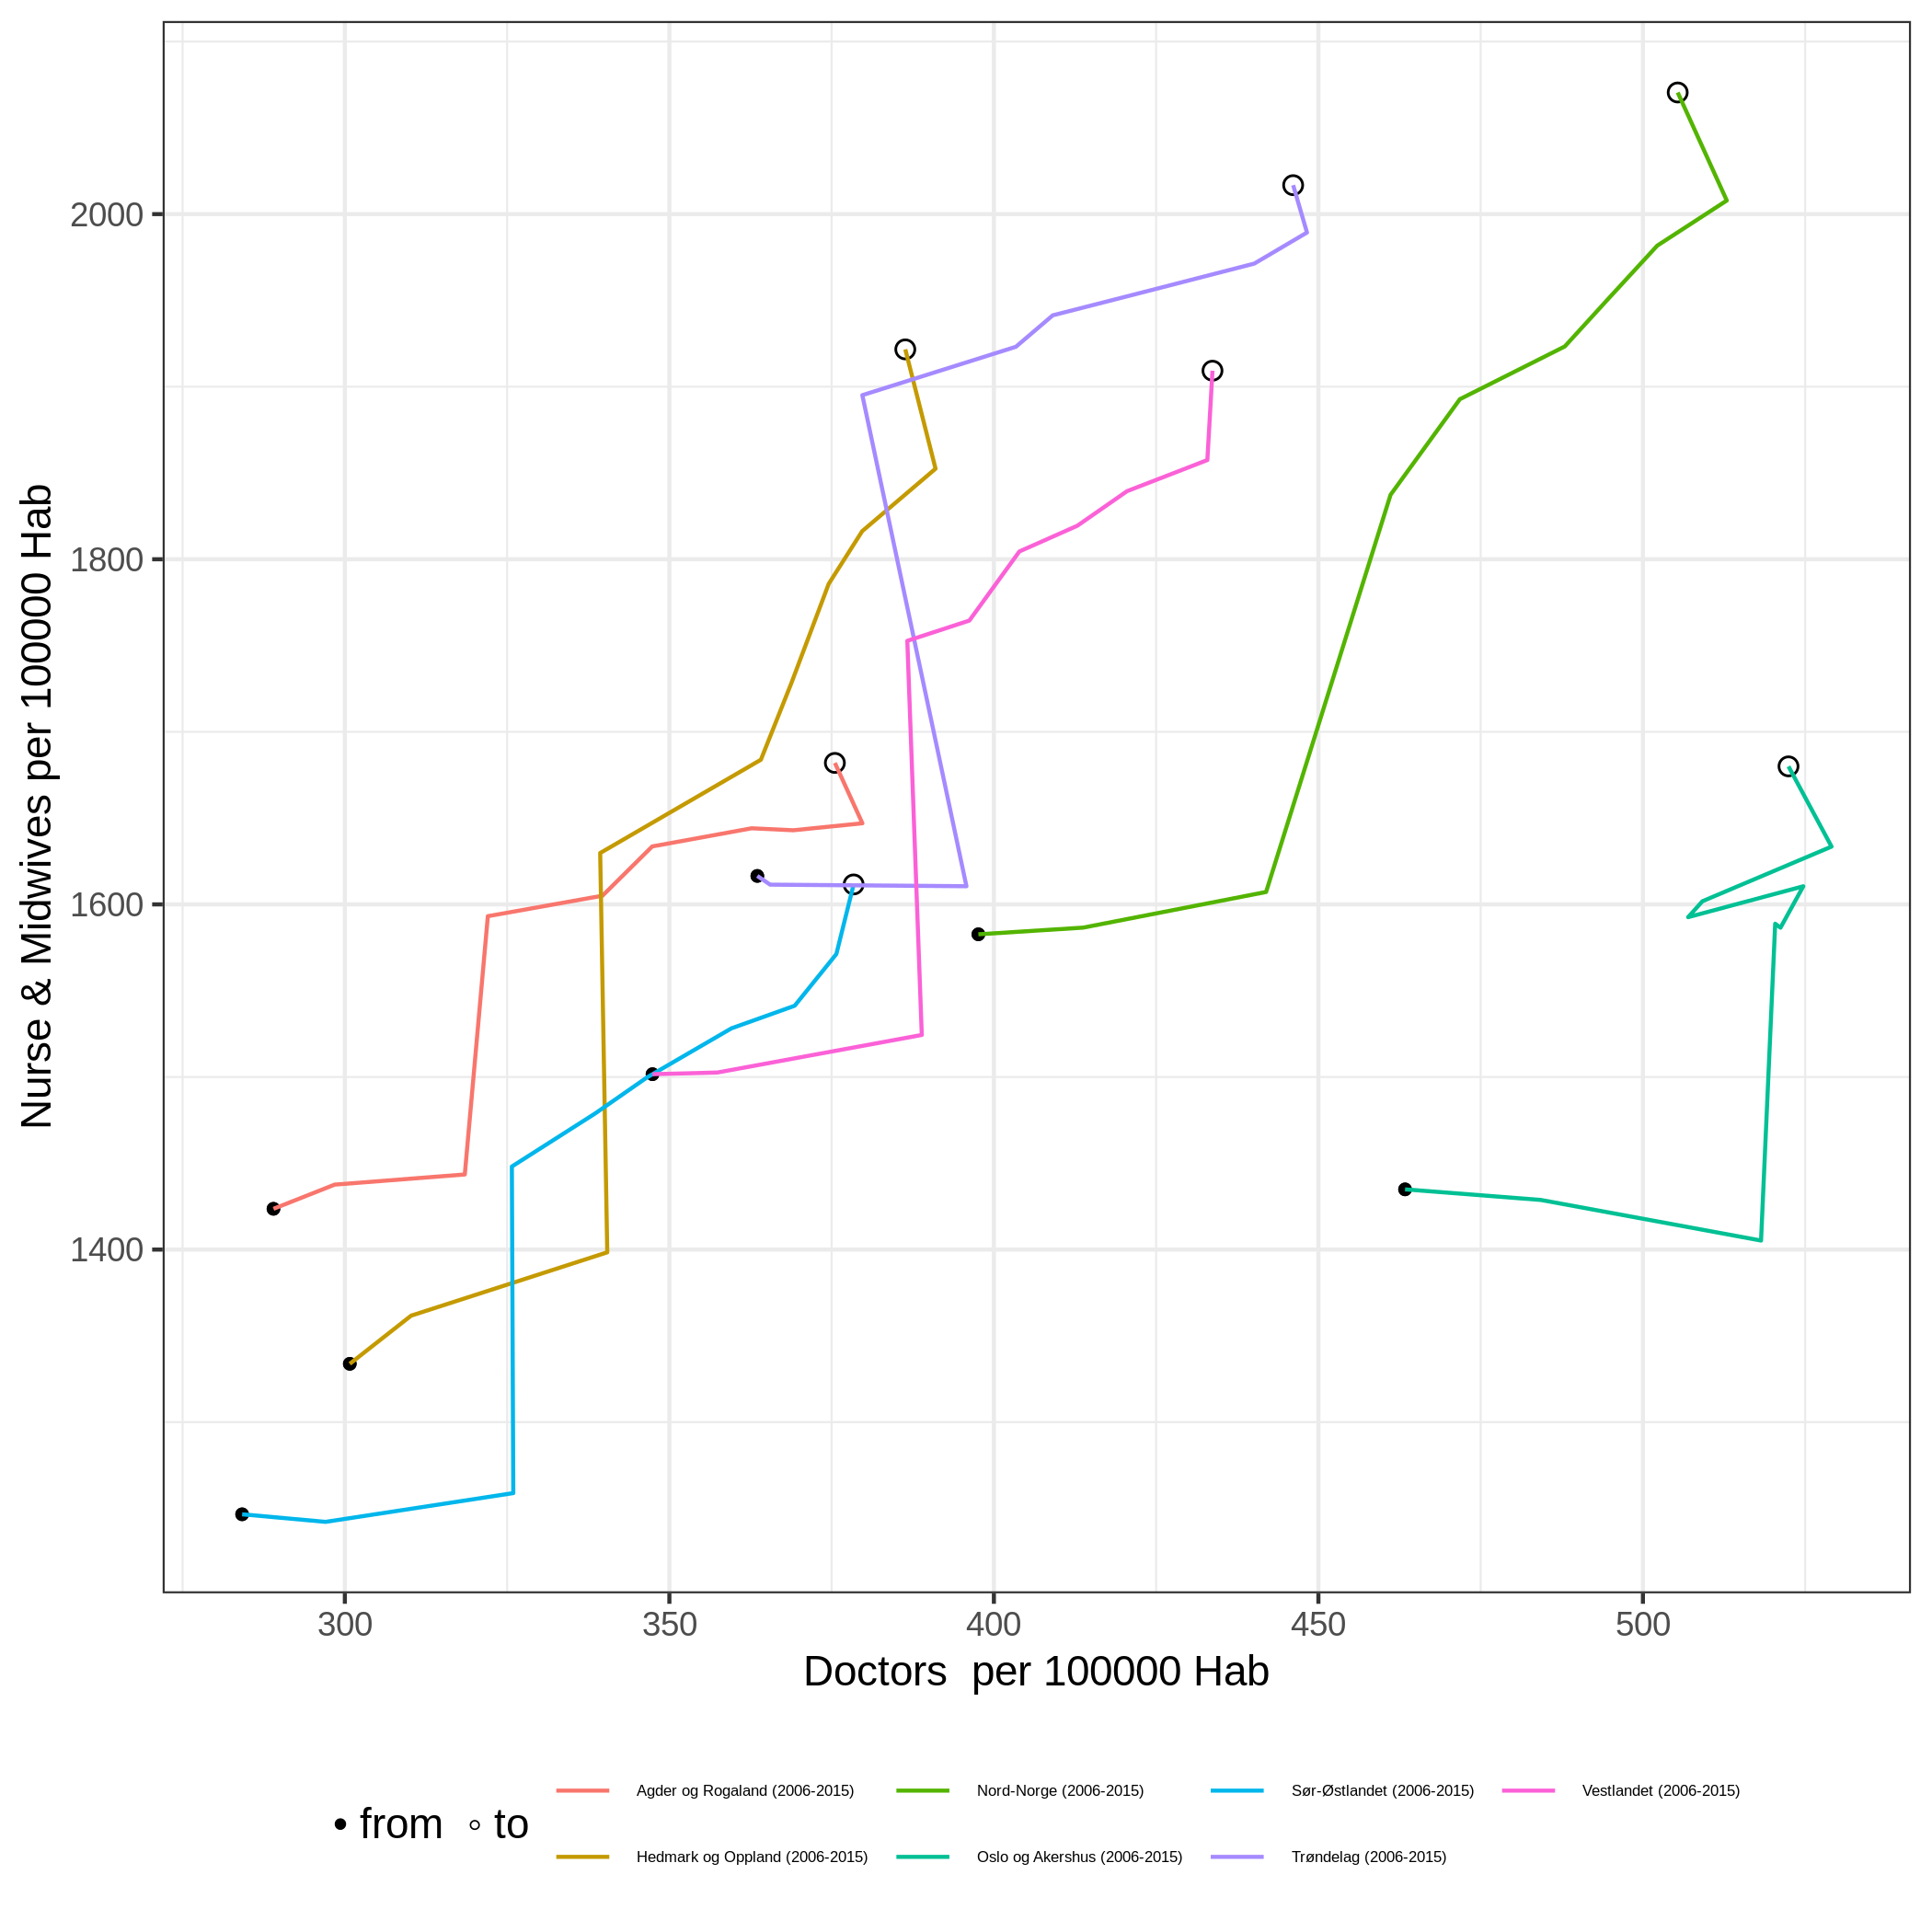 Nurse & Midwives per 100000 Hab
2000
1800
1600
1400
300 350 400 450 500
Doctors  per 100000 Hab
from to
Agder og Rogaland (2006-2015) Nord-Norge (2006-2015) Sør-Østlandet (2006-2015) Vestlandet (2006-2015)
Hedmark og Oppland (2006-2015) Oslo og Akershus (2006-2015) Trøndelag (2006-2015)